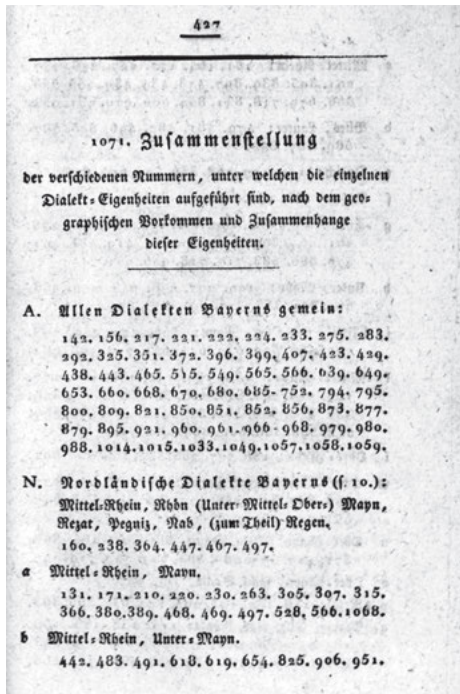 427
1071. Zusammenstellung
der verschiedenen Nummern, unter welchen die einzelnen
Dialekt-Eigenheiten aufgeführt sind, nach dem geo-
graphischen Vorkommen und Zusammenhange
dieser Eigenheiten.
A. Allen Dialekten Bayerns gemein:
142. 156. 217. 221. 222. 224. 233. 275. 283.
292. 325. 351. 372. 396. 399. 407. 423. 429.
438. 443. 465. 515. 549. 565. 566. 639. 649.
653. 660. 668. 670. 680. 685- 752. 794. 795.
800. 809. 821. 850. 851. 852. 856. 873. 877.
879. 895. 921. 960. 961. 966 - 968. 979. 980.
988. 1014. 1015. 1033. 1049. 1057. 1058. 1059.
N. Nordländische Dialekte Bayerns (s. 10.):
Mittel-Rhein, Rhön (Unter-Mittel-Ober-) Mayn,
Rezat, Pegniz, Nab, (zum Theil) Regen.
160. 238. 364. 447. 467. 497.
a Mittel-Rhein, Mayn.
131. 171. 210. 220. 230. 263. 305. 307. 315.
366. 380. 389. 468. 469. 497. 528. 566. 1068.
b Mittel-Rhein, Unter-Mayn.
442. 483. 491. 618. 619. 654. 825. 906. 951.